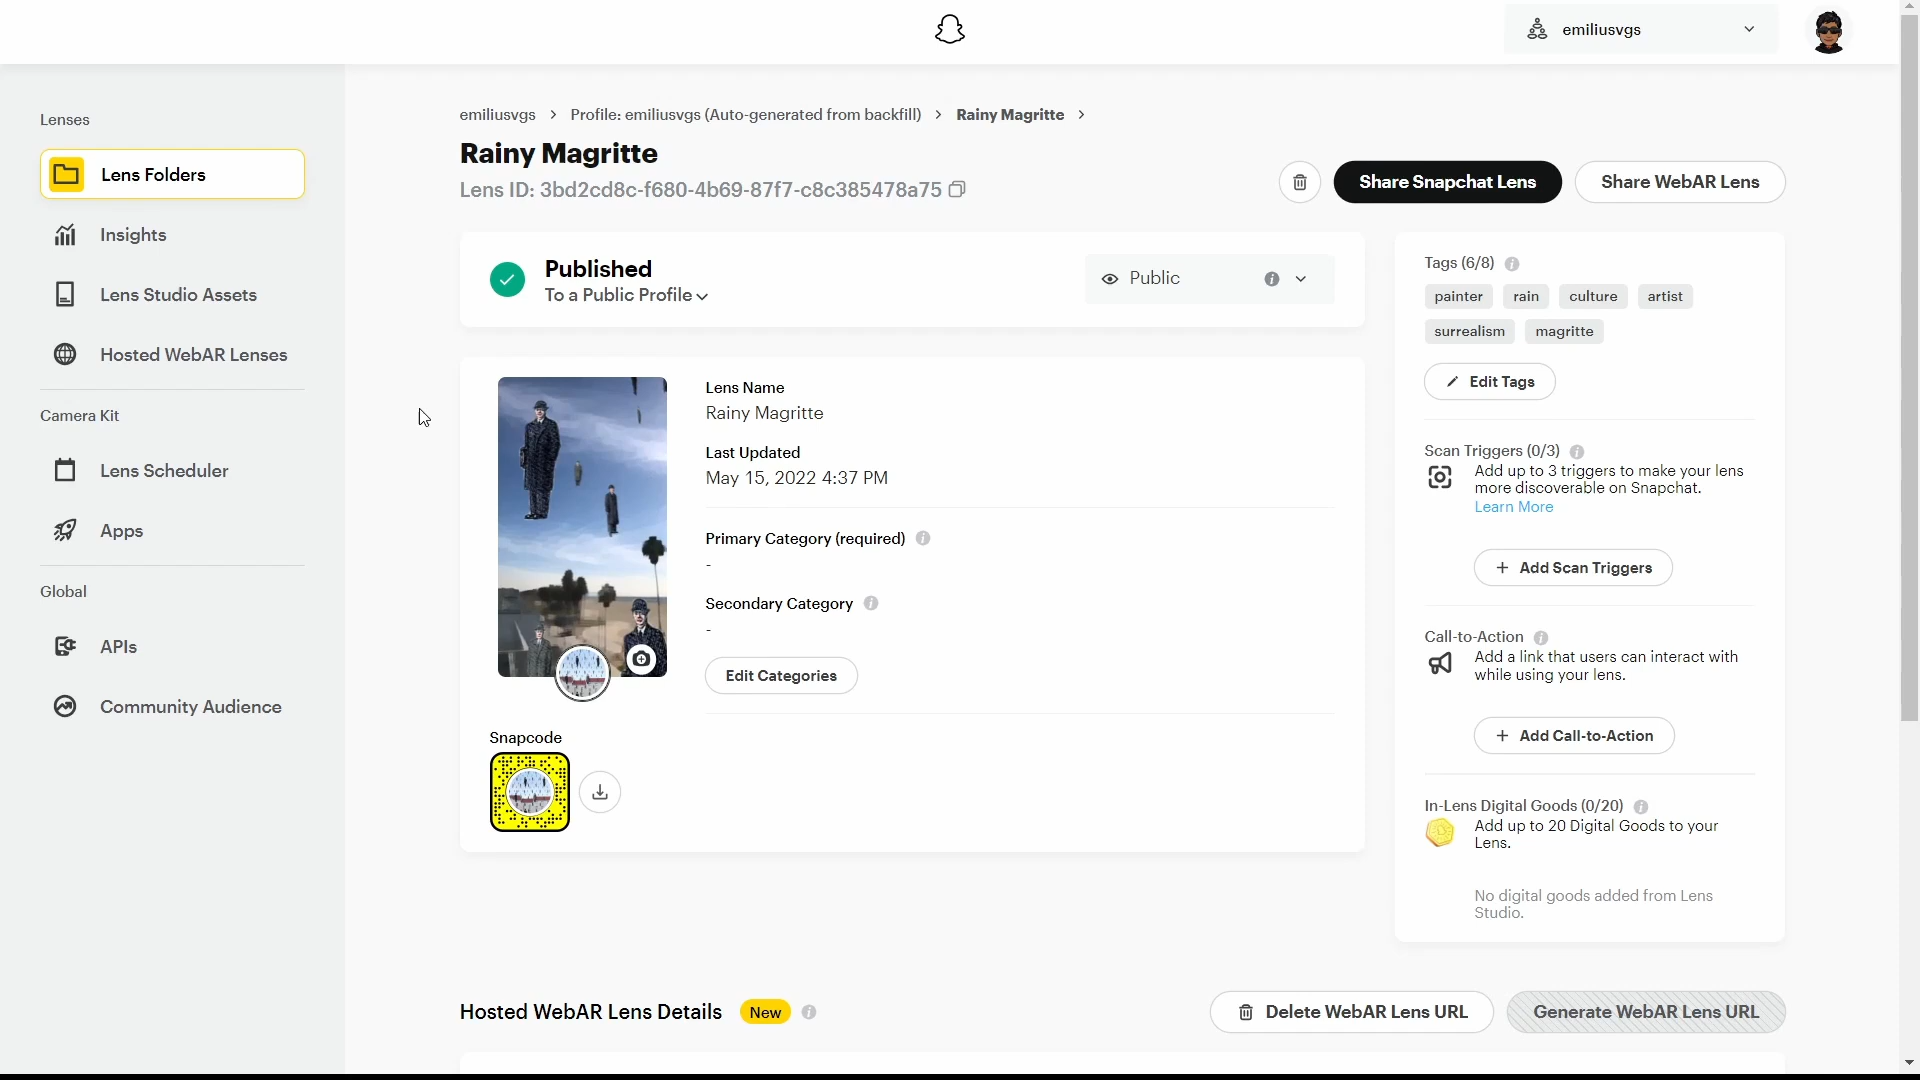 emiliusvgs
Lenses
Lens Folders
Insights
Lens Studio Assets
Hosted WebAR Lenses
Camera Kit
Lens Scheduler
Apps
Global
APIs
Community Audience
emiliusvgs > Profile: emiliusvgs (Auto-generated from backfill) > Rainy Magritte >
Rainy Magritte
Lens ID: 3bd2cd8c-f680-4b69-87f7-c8c385478a75
Share Snapchat Lens
Share WebAR Lens
Published
To a Public Profile
Public
Lens Name
Rainy Magritte
Last Updated
May 15, 2022 4:37 PM
Primary Category (required)
-
Secondary Category
-
Edit Categories
Snapcode
Tags (6/8)
painter rain culture artist
surrealism magritte
Edit Tags
Scan Triggers (0/3)
Add up to 3 triggers to make your lens
more discoverable on Snapchat.
Learn More
+ Add Scan Triggers
Call-to-Action
Add a link that users can interact with
while using your lens.
+ Add Call-to-Action
In-Lens Digital Goods (0/20)
Add up to 20 Digital Goods to your
Lens.
No digital goods added from Lens
Studio.
Hosted WebAR Lens Details New
Delete WebAR Lens URL
Generate WebAR Lens URL